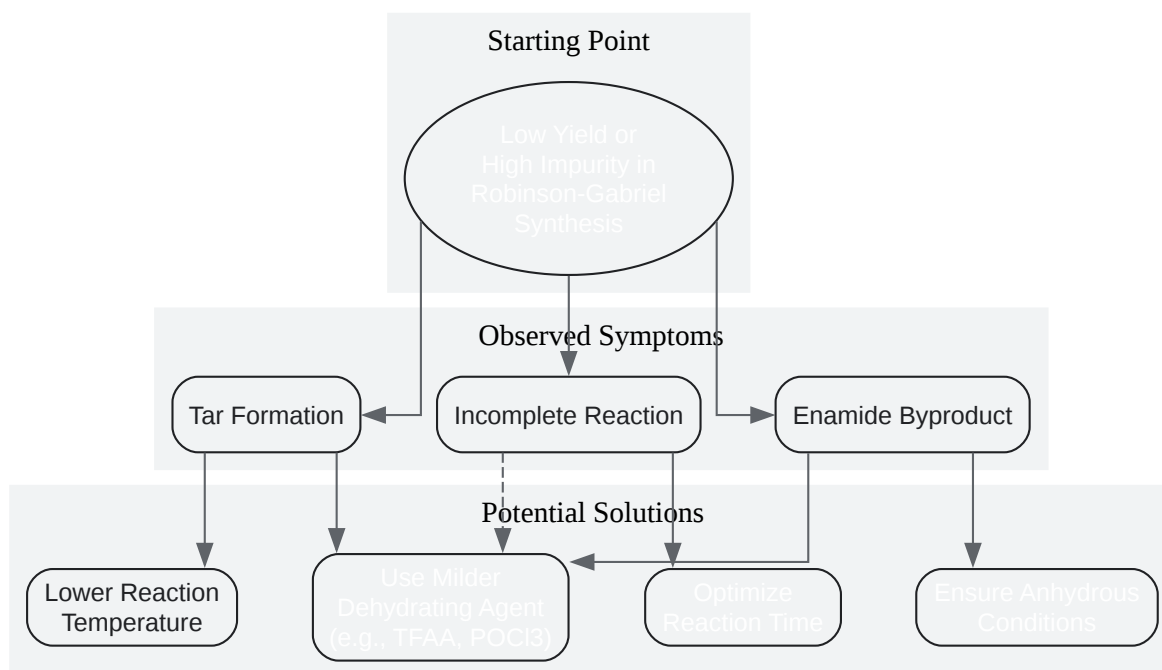 Starting Point
Low Yield or
High Impurity in
Robinson-Gabriel
Synthesis
Observed Symptoms
Tar Formation
Incomplete Reaction
Enamide Byproduct
Potential Solutions
Lower Reaction
Temperature
Use Milder
Dehydrating Agent
(e.g., TFAA, POCl3)
Optimize
Reaction Time
Ensure Anhydrous
Conditions